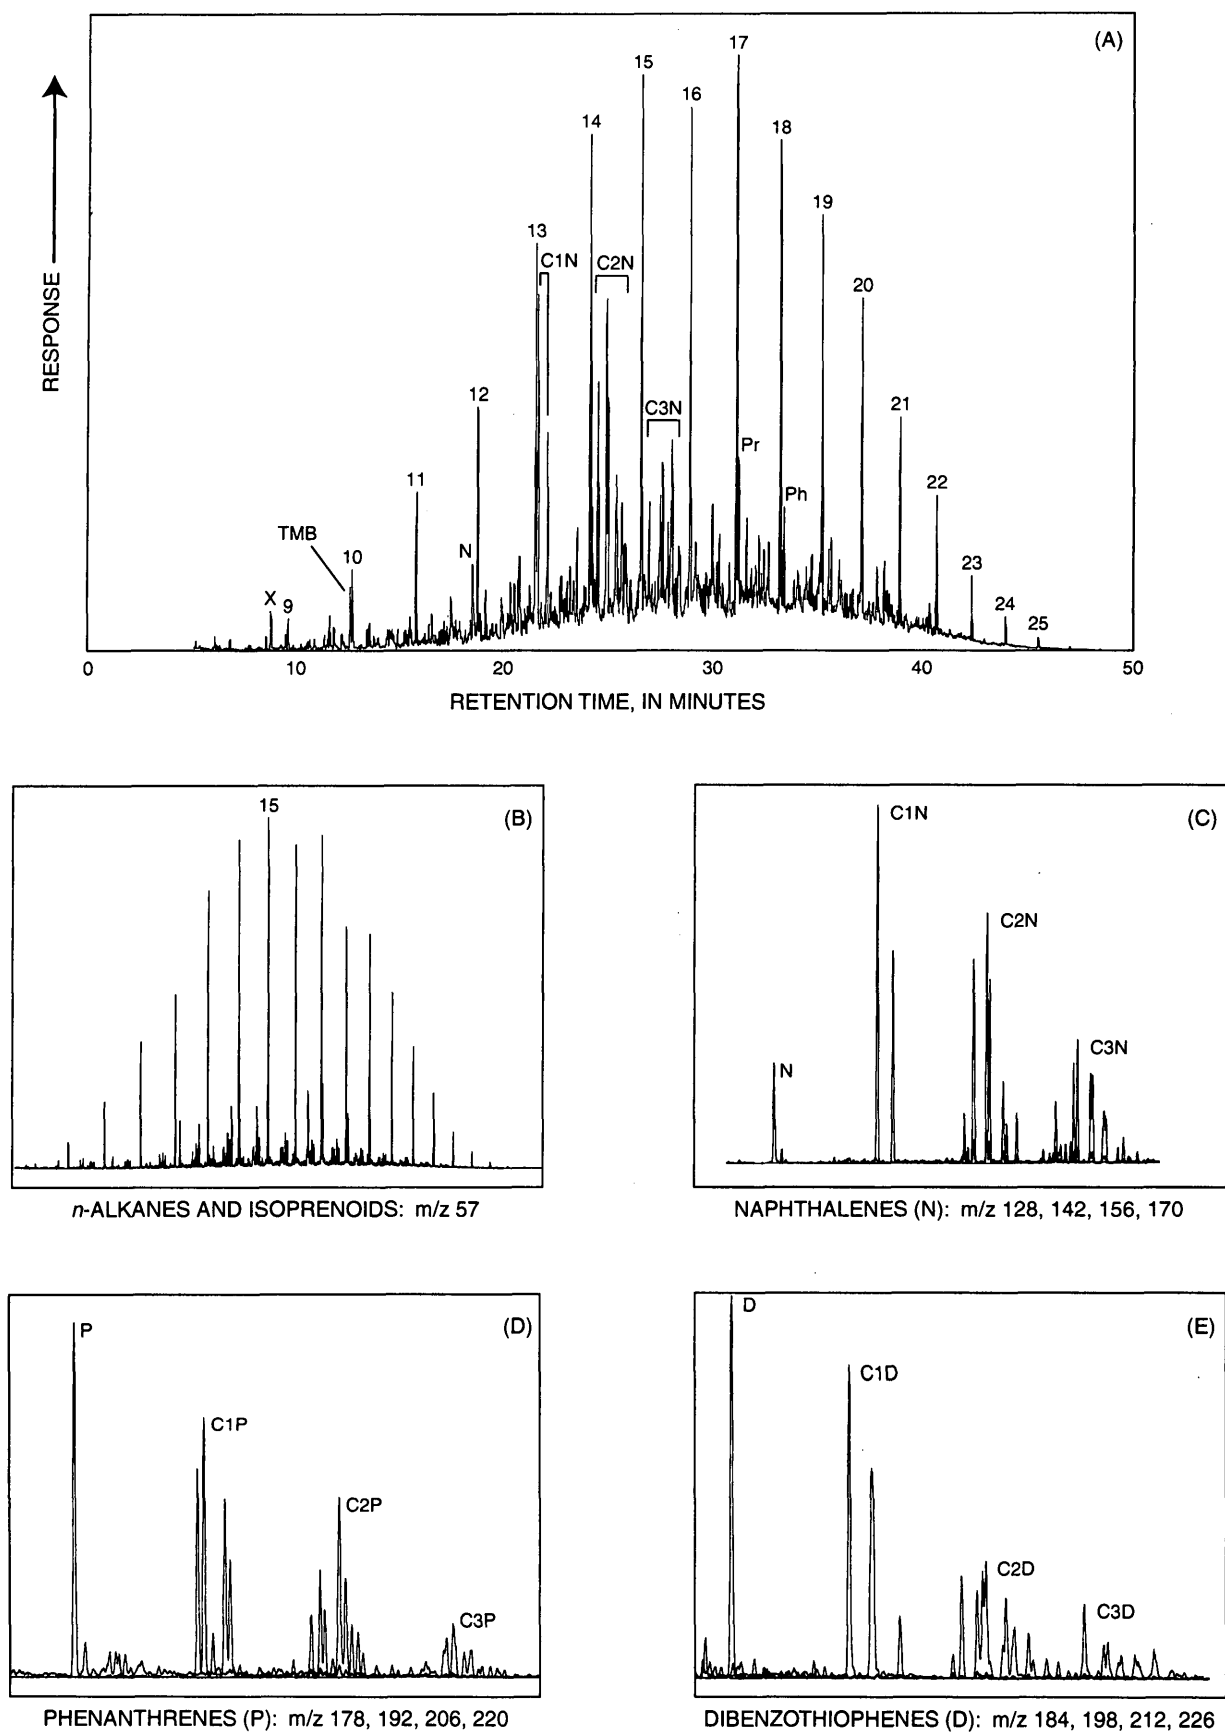 (A)
RESPONSE
17
15
16
14
18
19
13
C1N
C2N
20
12
C3N
21
Pr
11
22
Ph
TMB
10
N
23
X
9
24
25
0
10
20
30
40
50
RETENTION TIME, IN MINUTES
15
(B)
n-ALKANES AND ISOPRENOIDS: m/z 57
C1N
(C)
C2N
C3N
N
NAPHTHALENES (N): m/z 128, 142, 156, 170
P
(D)
C1P
C2P
C3P
PHENANTHRENES (P): m/z 178, 192, 206, 220
D
(E)
C1D
C2D
C3D
DIBENZOTHIOPHENES (D): m/z 184, 198, 212, 226